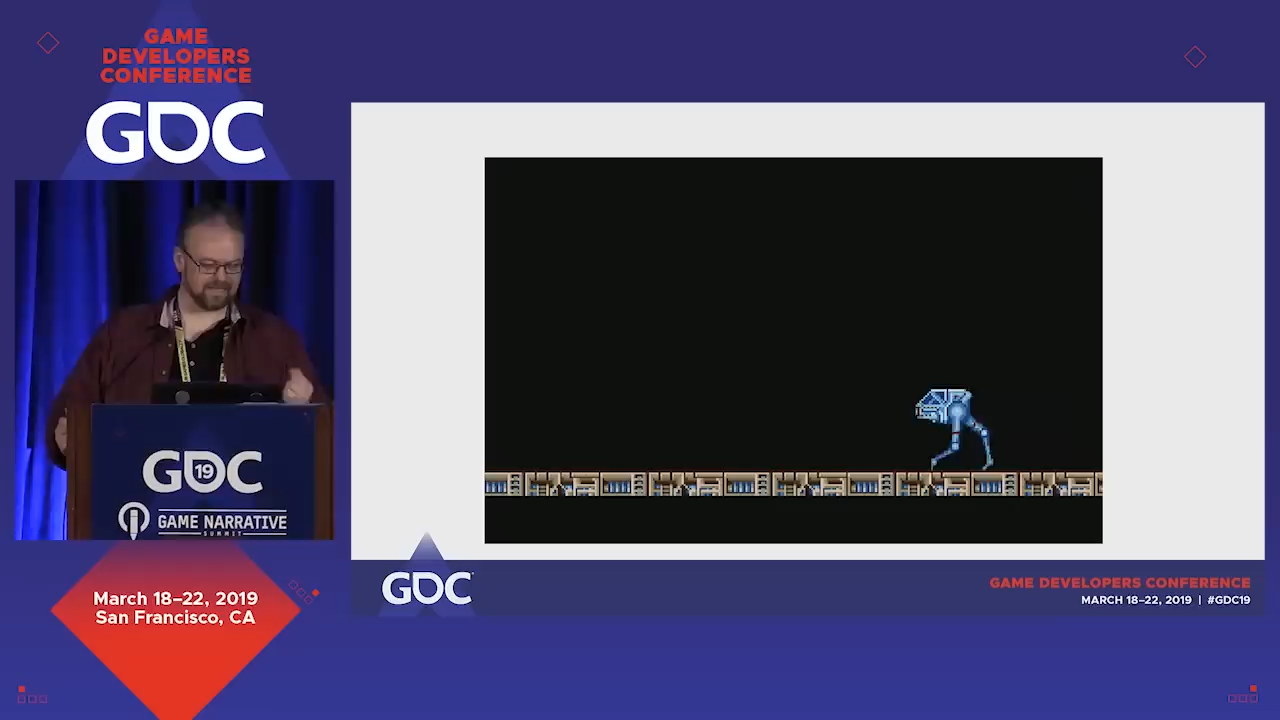 GAME
DEVELOPERS
CONFERENCE
GDC
GDC
19
GAME NARRATIVE
SUMMIT
March 18–22, 2019
San Francisco, CA
GDC
GAME DEVELOPERS CONFERENCE
MARCH 18–22, 2019 | #GDC19